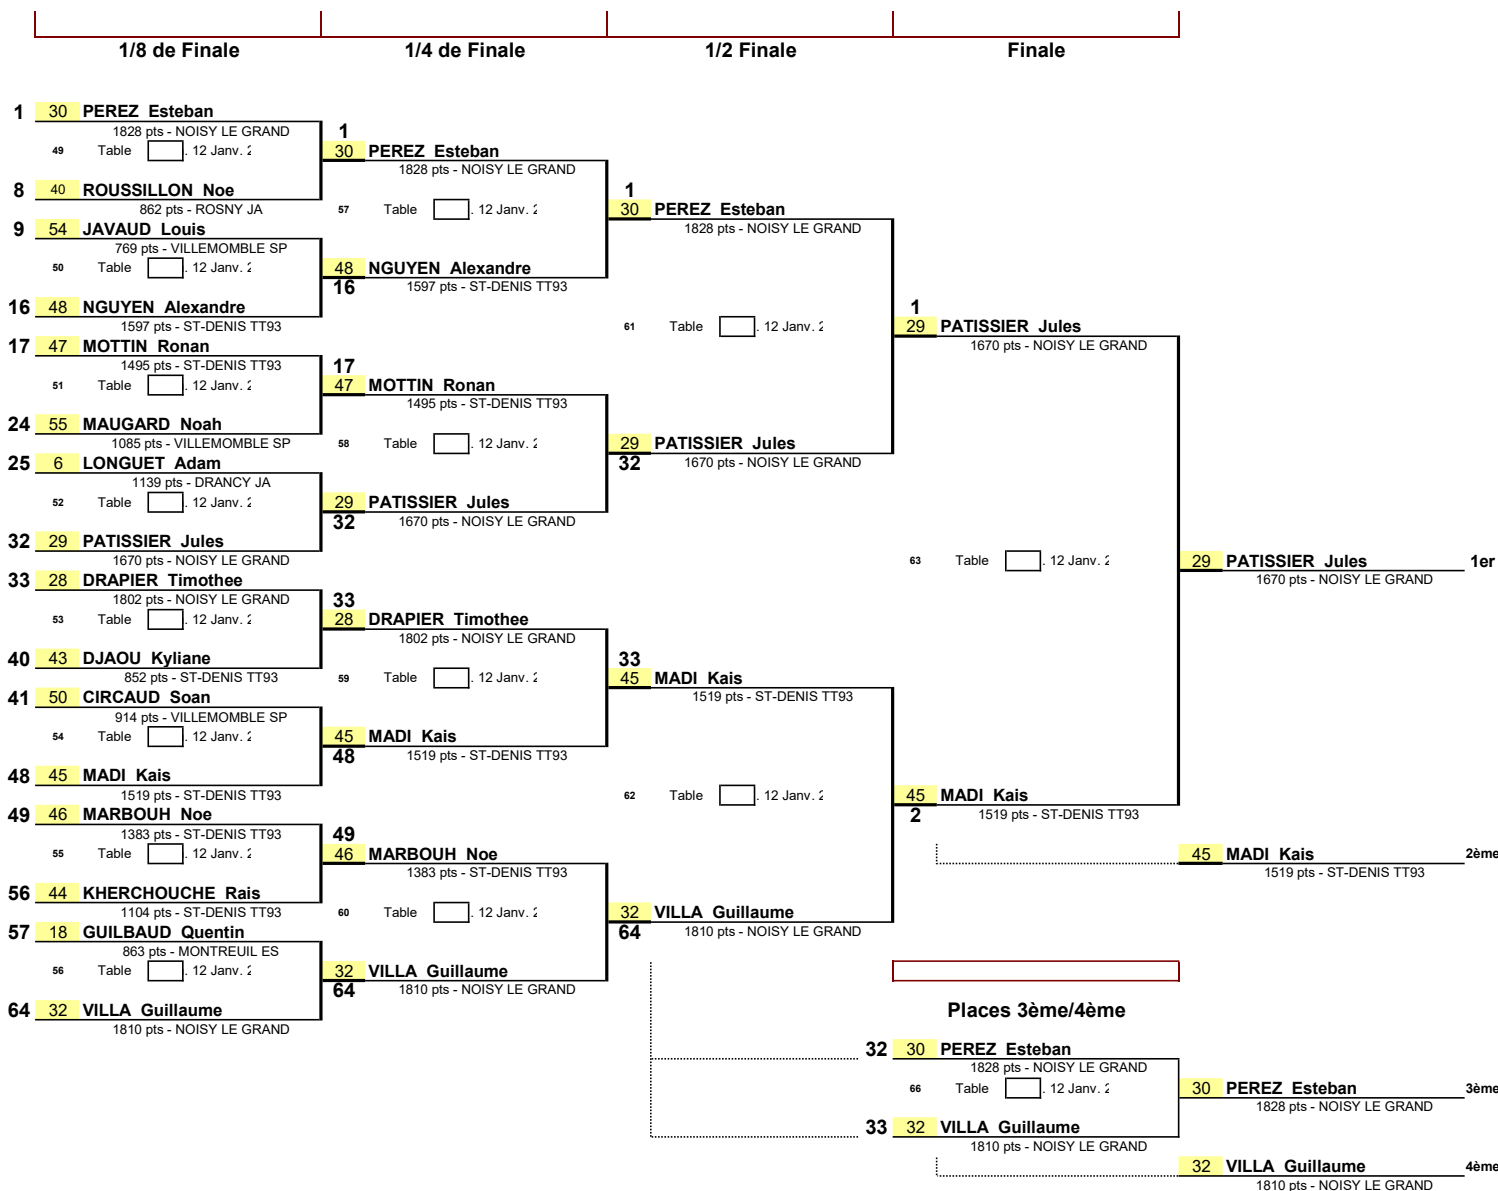 1/8 de Finale 1/4 de Finale 1/2 Finale Finale
1 30 PEREZ Esteban
1828 pts - NOISY LE GRAND
49 Table . 12 Janv. 2
8 40 ROUSSILLON Noe
862 pts - ROSNY JA
9 54 JAVAUD Louis
769 pts - VILLEMOMBLE SP
50 Table . 12 Janv. 2
16 48 NGUYEN Alexandre
1597 pts - ST-DENIS TT93
17 47 MOTTIN Ronan
1495 pts - ST-DENIS TT93
51 Table . 12 Janv. 2
24 55 MAUGARD Noah
1085 pts - VILLEMOMBLE SP
25 6 LONGUET Adam
1139 pts - DRANCY JA
52 Table . 12 Janv. 2
32 29 PATISSIER Jules
1670 pts - NOISY LE GRAND
33 28 DRAPIER Timothee
1802 pts - NOISY LE GRAND
53 Table . 12 Janv. 2
40 43 DJAOU Kyliane
852 pts - ST-DENIS TT93
41 50 CIRCAUD Soan
914 pts - VILLEMOMBLE SP
54 Table . 12 Janv. 2
48 45 MADI Kais
1519 pts - ST-DENIS TT93
49 46 MARBOUH Noe
1383 pts - ST-DENIS TT93
55 Table . 12 Janv. 2
56 44 KHERCHOUCHE Rais
1104 pts - ST-DENIS TT93
57 18 GUILBAUD Quentin
863 pts - MONTREUIL ES
56 Table . 12 Janv. 2
64 32 VILLA Guillaume
1810 pts - NOISY LE GRAND
1
30 PEREZ Esteban
1828 pts - NOISY LE GRAND
57 Table . 12 Janv. 2
48 NGUYEN Alexandre
16 1597 pts - ST-DENIS TT93
17
47 MOTTIN Ronan
1495 pts - ST-DENIS TT93
58 Table . 12 Janv. 2
29 PATISSIER Jules
32 1670 pts - NOISY LE GRAND
33
28 DRAPIER Timothee
1802 pts - NOISY LE GRAND
59 Table . 12 Janv. 2
45 MADI Kais
48 1519 pts - ST-DENIS TT93
49
46 MARBOUH Noe
1383 pts - ST-DENIS TT93
60 Table . 12 Janv. 2
32 VILLA Guillaume
64 1810 pts - NOISY LE GRAND
1
30 PEREZ Esteban
1828 pts - NOISY LE GRAND
61 Table . 12 Janv. 2
29 PATISSIER Jules
32 1670 pts - NOISY LE GRAND
33
45 MADI Kais
1519 pts - ST-DENIS TT93
62 Table . 12 Janv. 2
32 VILLA Guillaume
64 1810 pts - NOISY LE GRAND
1
29 PATISSIER Jules
1670 pts - NOISY LE GRAND
63 Table . 12 Janv. 2
45 MADI Kais
2 1519 pts - ST-DENIS TT93
29 PATISSIER Jules 1er
1670 pts - NOISY LE GRAND
45 MADI Kais 2ème
1519 pts - ST-DENIS TT93
Places 3ème/4ème
32 30 PEREZ Esteban
1828 pts - NOISY LE GRAND
66 Table . 12 Janv. 2
33 32 VILLA Guillaume
1810 pts - NOISY LE GRAND
30 PEREZ Esteban 3ème
1828 pts - NOISY LE GRAND
32 VILLA Guillaume 4ème
1810 pts - NOISY LE GRAND